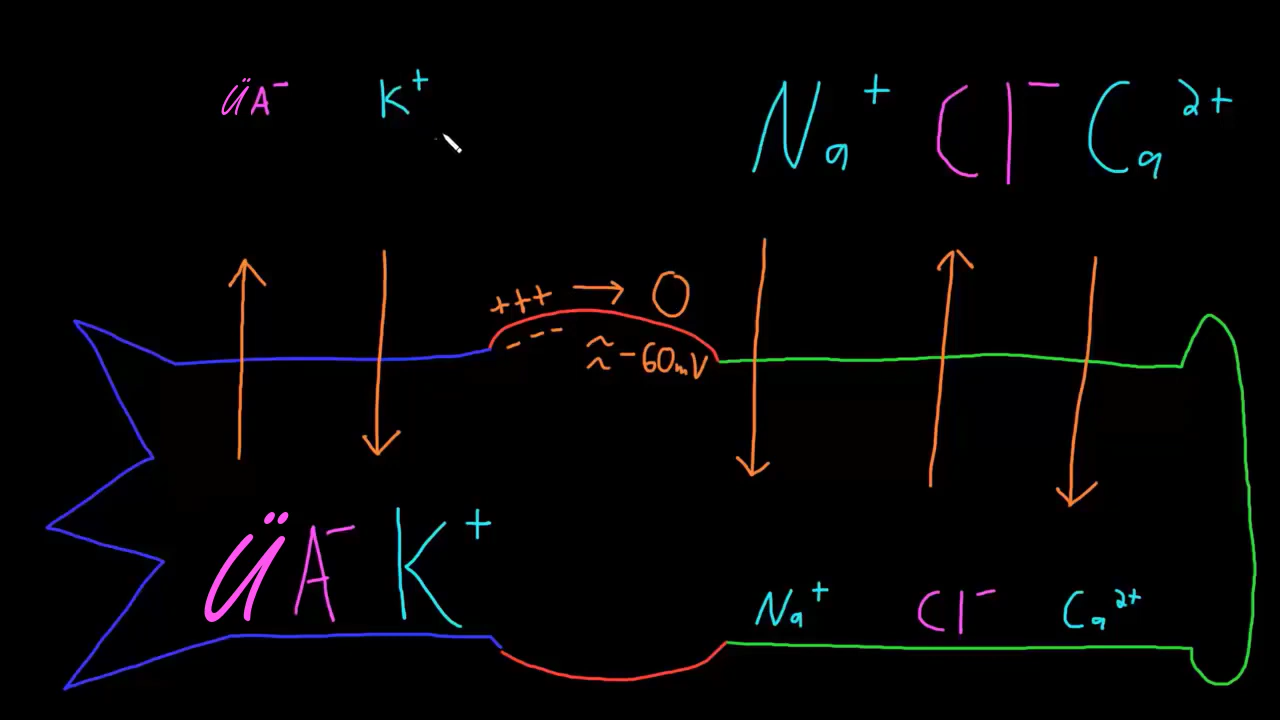 üA⁻ K⁺ Na⁺ Cl⁻ Ca²⁺
+++ → 0
--- ≈ -60mV
üA⁻ K⁺ Na⁺ Cl⁻ Ca²⁺